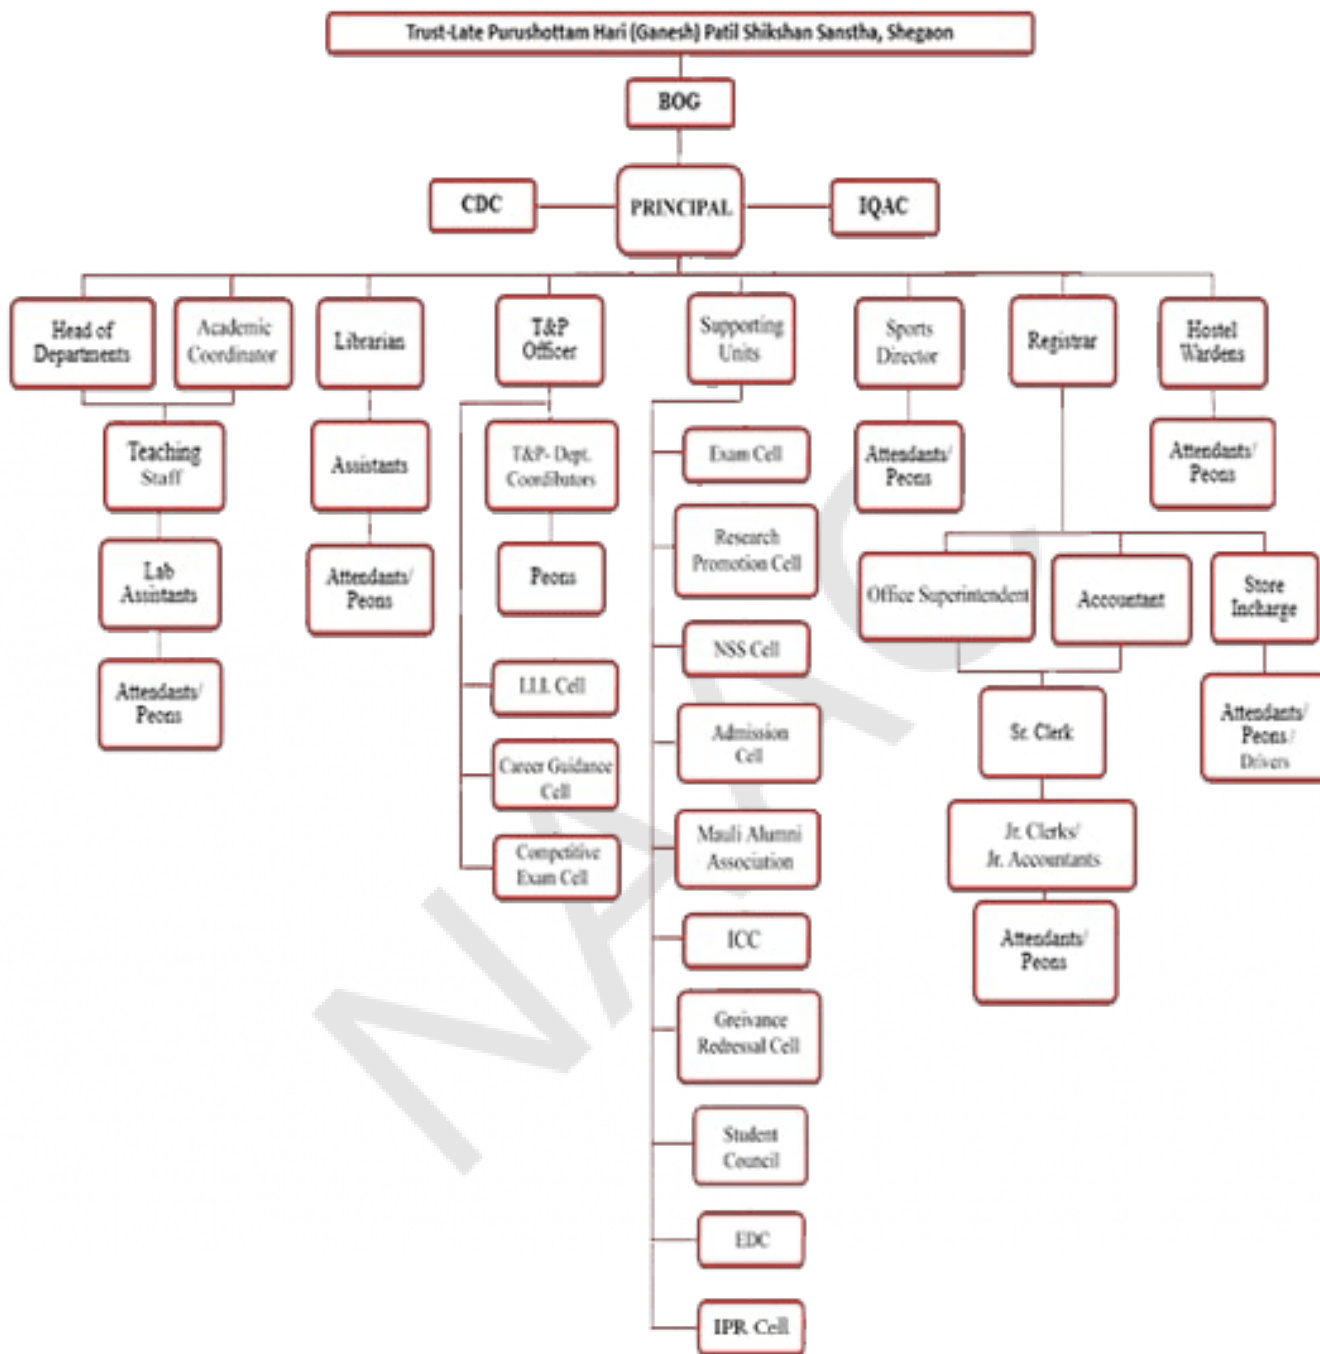 Trust-Late Purushottam Hari (Ganesh) Patil Shikshan Sanstha, Shegaon
BOG
CDC
PRINCIPAL
IQAC
Head of
Departments
Academic
Coordinator
Librarian
T&P
Officer
Supporting
Units
Sports
Director
Registrar
Hostel
Wardens
Teaching
Staff
Lab
Assistants
Attendants/
Peons
Assistants
Attendants/
Peons
T&P- Dept.
Coordibutors
Peons
I.I.I. Cell
Career Guidance
Cell
Competitive
Exam Cell
Exam Cell
Research
Promotion Cell
NSS Cell
Admission
Cell
Mauli Alumni
Association
ICC
Greivance
Redressal Cell
Student
Council
EDC
IPR Cell
Attendants/
Peons
Office Superintendent
Accountant
Store
Incharge
Sr. Clerk
Jr. Clerks/
Jr. Accountants
Attendants/
Peons
Attendants/
Peons /
Drivers
Attendants/
Peons
NAAC